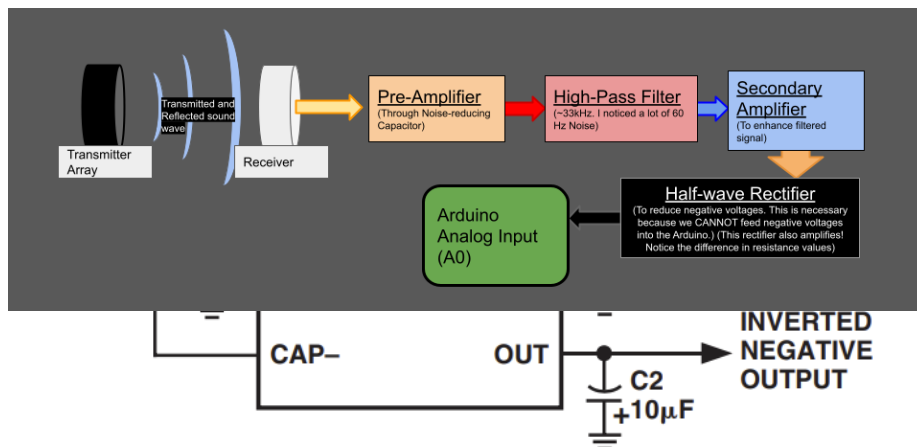 Transmitter
Array
Transmitted and
Reflected sound
wave
Receiver
Pre-Amplifier
(Through Noise-reducing
Capacitor)
High-Pass Filter
(~33kHz. I noticed a lot of 60
Hz Noise)
Secondary
Amplifier
(To enhance filtered
signal)
Half-wave Rectifier
(To reduce negative voltages. This is necessary
because we CANNOT feed negative voltages
into the Arduino.) (This rectifier also amplifies!
Notice the difference in resistance values)
Arduino
Analog Input
(A0)
CAP–
OUT
INVERTED
NEGATIVE
OUTPUT
C2
+10µF